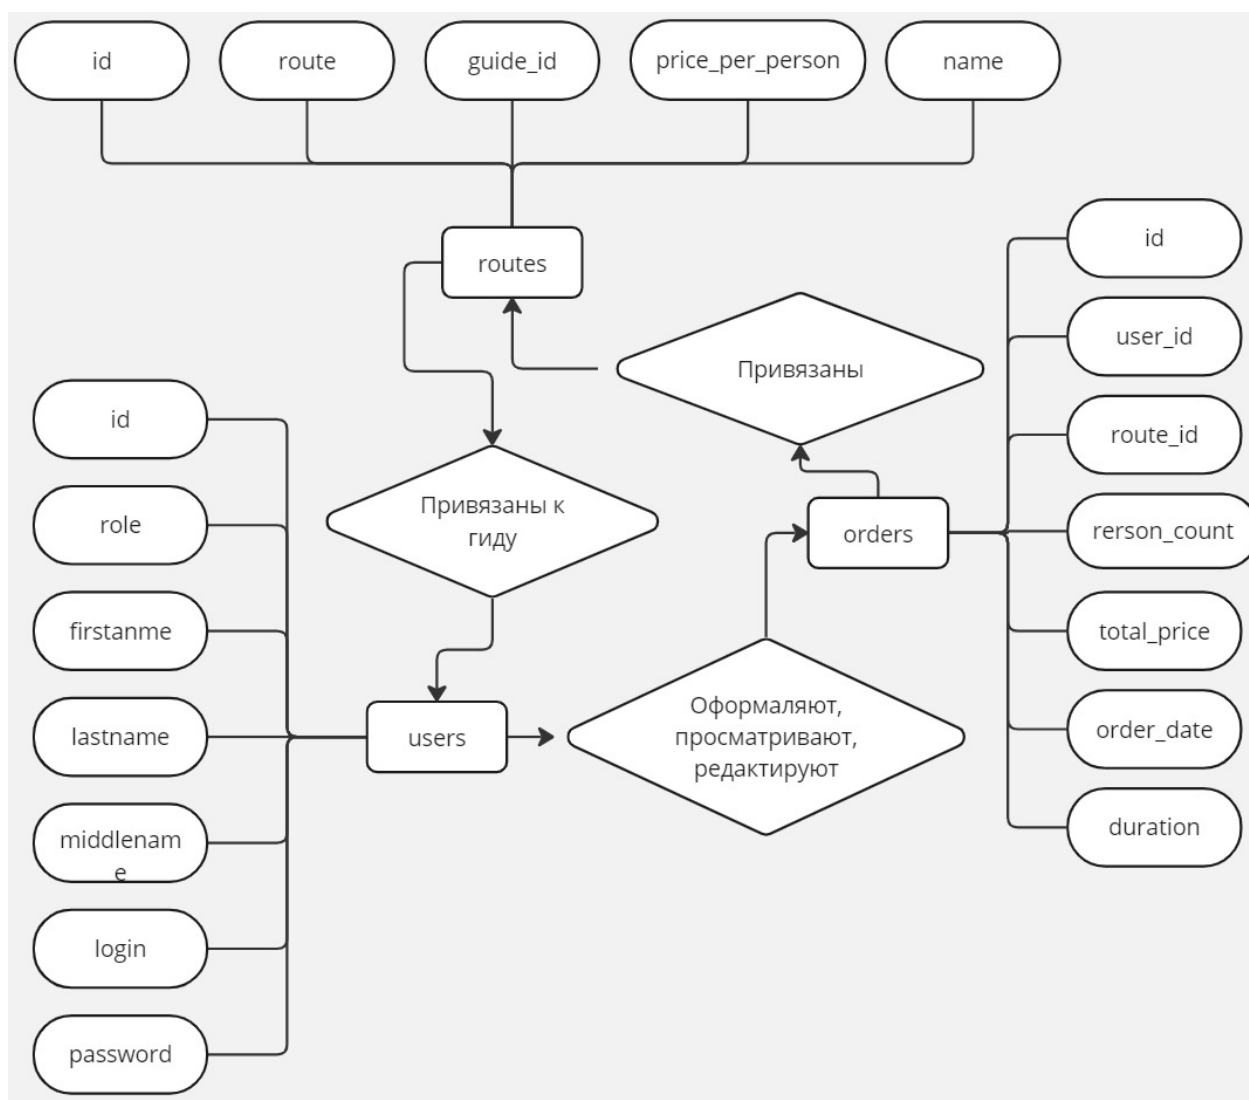 id
route
guide_id
price_per_person
name
routes
id
user_id
Привязаны
route_id
id
role
Привязаны к
гиду
orders
rerson_count
firstanme
total_price
lastname
users
Оформаляют,
просматривают,
редактируют
order_date
middlenam
e
duration
login
password